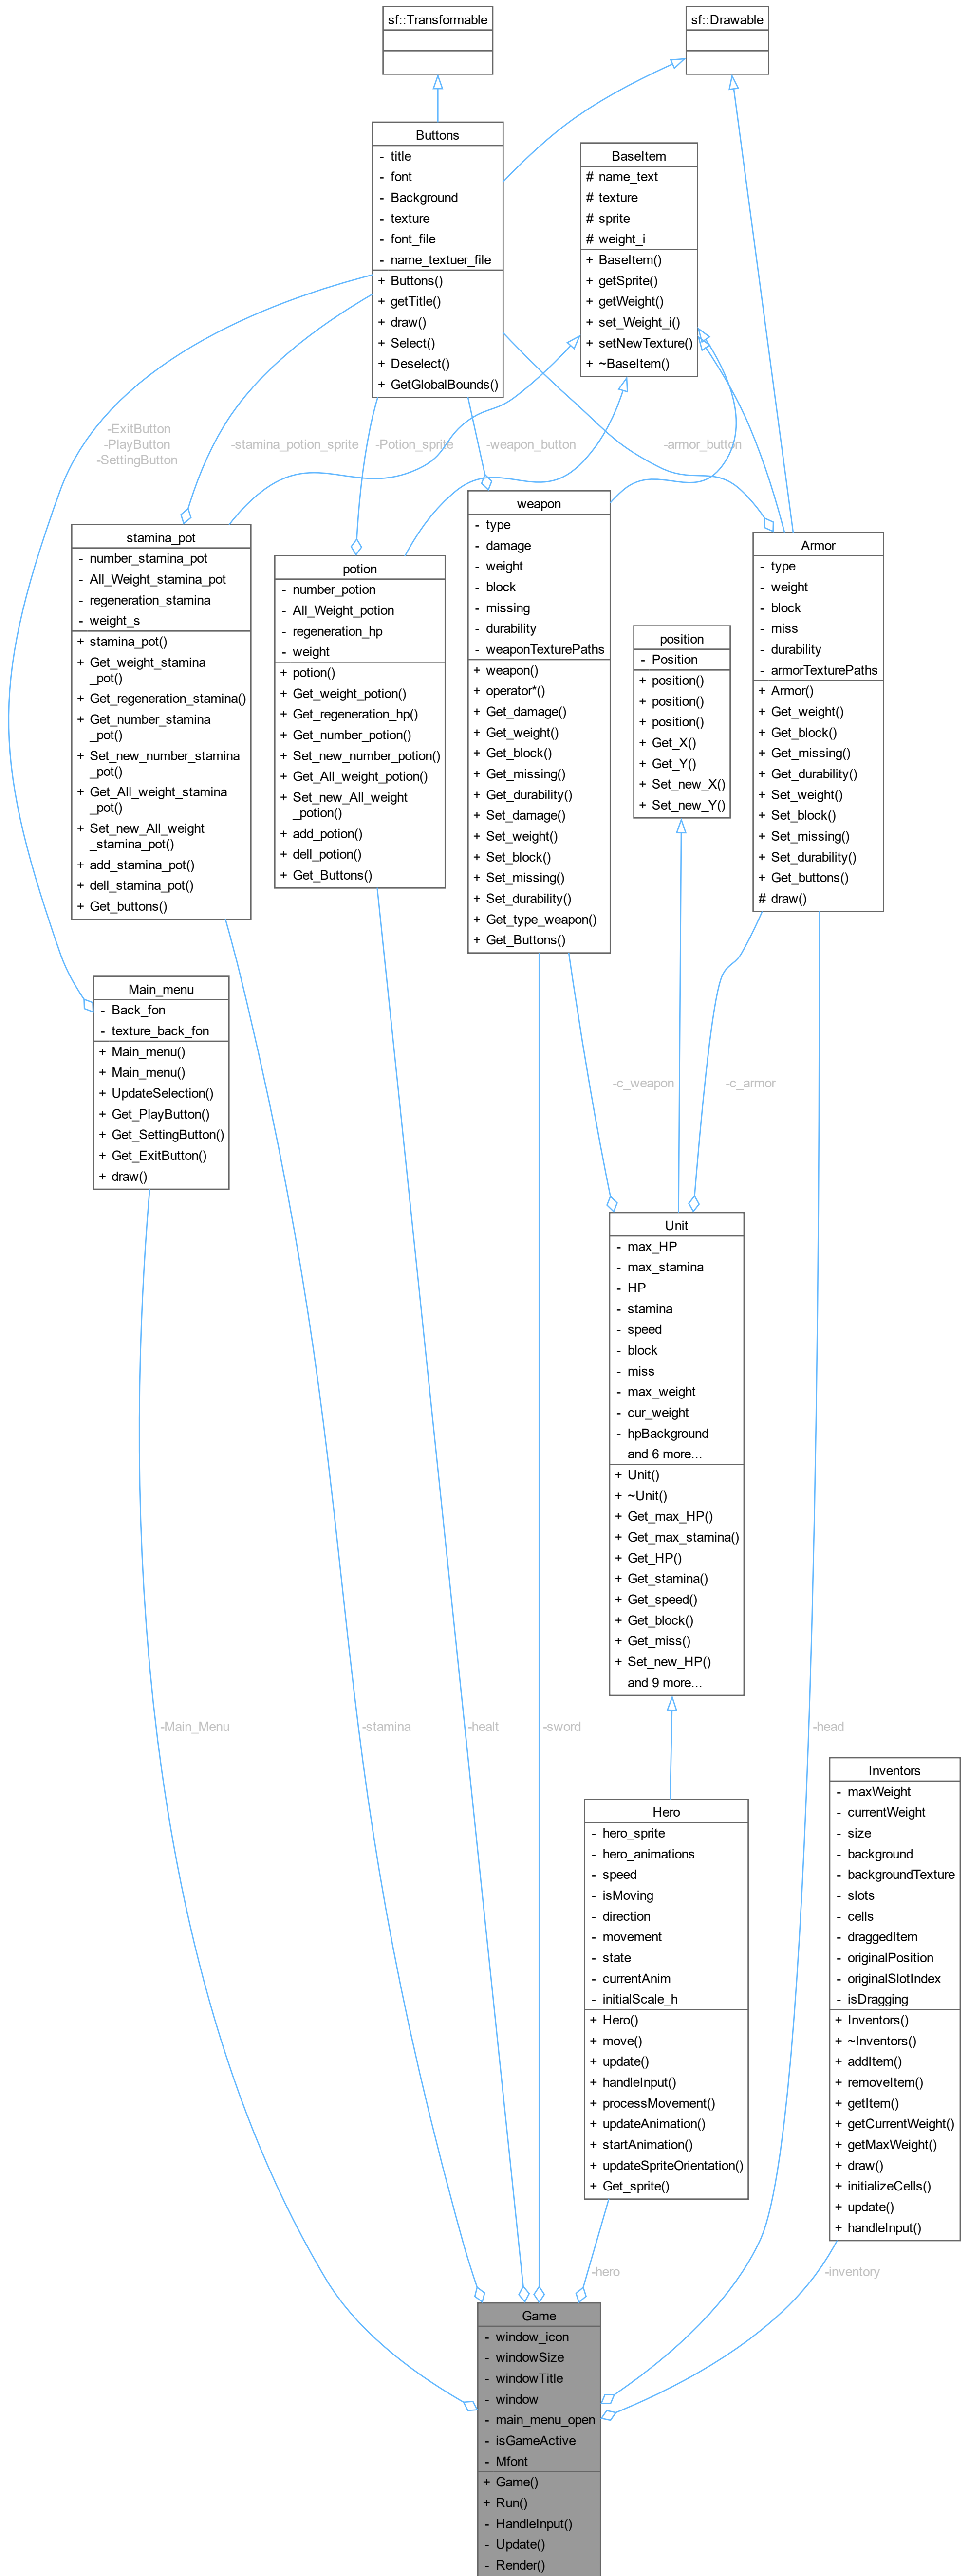 sf::Transformable
sf::Drawable
Buttons
- title
- font
- Background
- texture
- font_file
- name_textuer_file
+ Buttons()
+ getTitle()
+ draw()
+ Select()
+ Deselect()
+ GetGlobalBounds()
BaseItem
# name_text
# texture
# sprite
# weight_i
+ BaseItem()
+ getSprite()
+ getWeight()
+ set_Weight_i()
+ setNewTexture()
+ ~BaseItem()
-ExitButton
-PlayButton
-SettingButton
-stamina_potion_sprite
-Potion_sprite
-weapon_button
-armor_button
stamina_pot
- number_stamina_pot
- All_Weight_stamina_pot
- regeneration_stamina
- weight_s
+ stamina_pot()
+ Get_weight_stamina
_pot()
+ Get_regeneration_stamina()
+ Get_number_stamina
_pot()
+ Set_new_number_stamina
_pot()
+ Get_All_weight_stamina
_pot()
+ Set_new_All_weight
_stamina_pot()
+ add_stamina_pot()
+ dell_stamina_pot()
+ Get_buttons()
potion
- number_potion
- All_Weight_potion
- regeneration_hp
- weight
+ potion()
+ Get_weight_potion()
+ Get_regeneration_hp()
+ Get_number_potion()
+ Set_new_number_potion()
+ Get_All_weight_potion()
+ Set_new_All_weight
_potion()
+ add_potion()
+ dell_potion()
+ Get_Buttons()
weapon
- type
- damage
- weight
- block
- missing
- durability
- weaponTexturePaths
+ weapon()
+ operator*()
+ Get_damage()
+ Get_weight()
+ Get_block()
+ Get_missing()
+ Get_durability()
+ Set_damage()
+ Set_weight()
+ Set_block()
+ Set_missing()
+ Set_durability()
+ Get_type_weapon()
+ Get_Buttons()
position
- Position
+ position()
+ position()
+ position()
+ Get_X()
+ Get_Y()
+ Set_new_X()
+ Set_new_Y()
Armor
- type
- weight
- block
- miss
- durability
- armorTexturePaths
+ Armor()
+ Get_weight()
+ Get_block()
+ Get_missing()
+ Get_durability()
+ Set_weight()
+ Set_block()
+ Set_missing()
+ Set_durability()
+ Get_buttons()
# draw()
Main_menu
- Back_fon
- texture_back_fon
+ Main_menu()
+ Main_menu()
+ UpdateSelection()
+ Get_PlayButton()
+ Get_SettingButton()
+ Get_ExitButton()
+ draw()
-c_weapon
-c_armor
Unit
- max_HP
- max_stamina
- HP
- stamina
- speed
- block
- miss
- max_weight
- cur_weight
- hpBackground
and 6 more...
+ Unit()
+ ~Unit()
+ Get_max_HP()
+ Get_max_stamina()
+ Get_HP()
+ Get_stamina()
+ Get_speed()
+ Get_block()
+ Get_miss()
+ Set_new_HP()
and 9 more...
-Main_Menu
-stamina
-healt
-sword
-head
Hero
- hero_sprite
- hero_animations
- speed
- isMoving
- direction
- movement
- state
- currentAnim
- initialScale_h
+ Hero()
+ move()
+ update()
+ handleInput()
+ processMovement()
+ updateAnimation()
+ startAnimation()
+ updateSpriteOrientation()
+ Get_sprite()
Inventors
- maxWeight
- currentWeight
- size
- background
- backgroundTexture
- slots
- cells
- draggedItem
- originalPosition
- originalSlotIndex
- isDragging
+ Inventors()
+ ~Inventors()
+ addItem()
+ removeItem()
+ getItem()
+ getCurrentWeight()
+ getMaxWeight()
+ draw()
+ initializeCells()
+ update()
+ handleInput()
-hero
-inventory
Game
- window_icon
- windowSize
- windowTitle
- window
- main_menu_open
- isGameActive
- Mfont
+ Game()
+ Run()
- HandleInput()
- Update()
- Render()